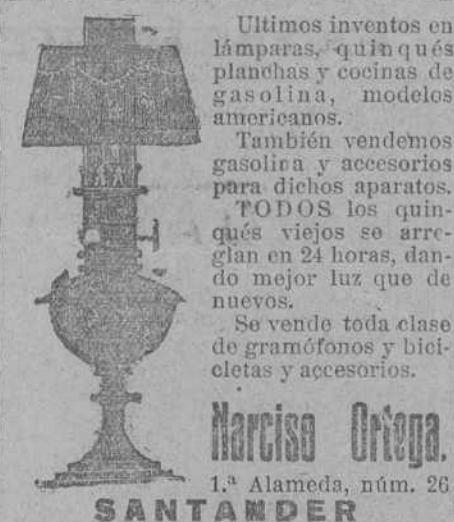 Ultimos inventos en
lámparas, quinqués
planchas y cocinas de
gasolina, modelos
americanos.
También vendemos
gasolina y accesorios
para dichos aparatos.
TODOS los quin-
qués viejos se arre-
glan en 24 horas, dan-
do mejor luz que de
nuevos.
Se vende toda clase
de gramófonos y bici-
cletas y accesorios.
Narciso Ortega.
1.ª Alameda, núm. 26
SANTANDER